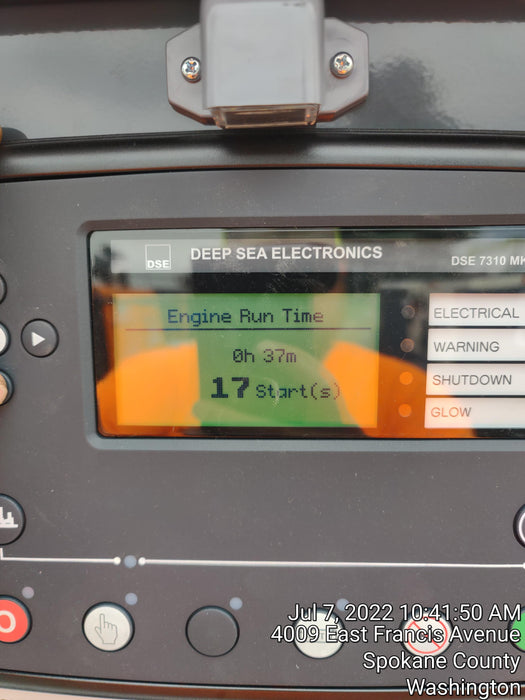 DSE
DEEP SEA ELECTRONICS
DSE 7310 MK
Engine Run Time
0h 37m
17 Start(s)
ELECTRICAL
WARNING
SHUTDOWN
GLOW
Jul 7, 2022 10:41:50 AM
4009 East Francis Avenue
Spokane County
Washington